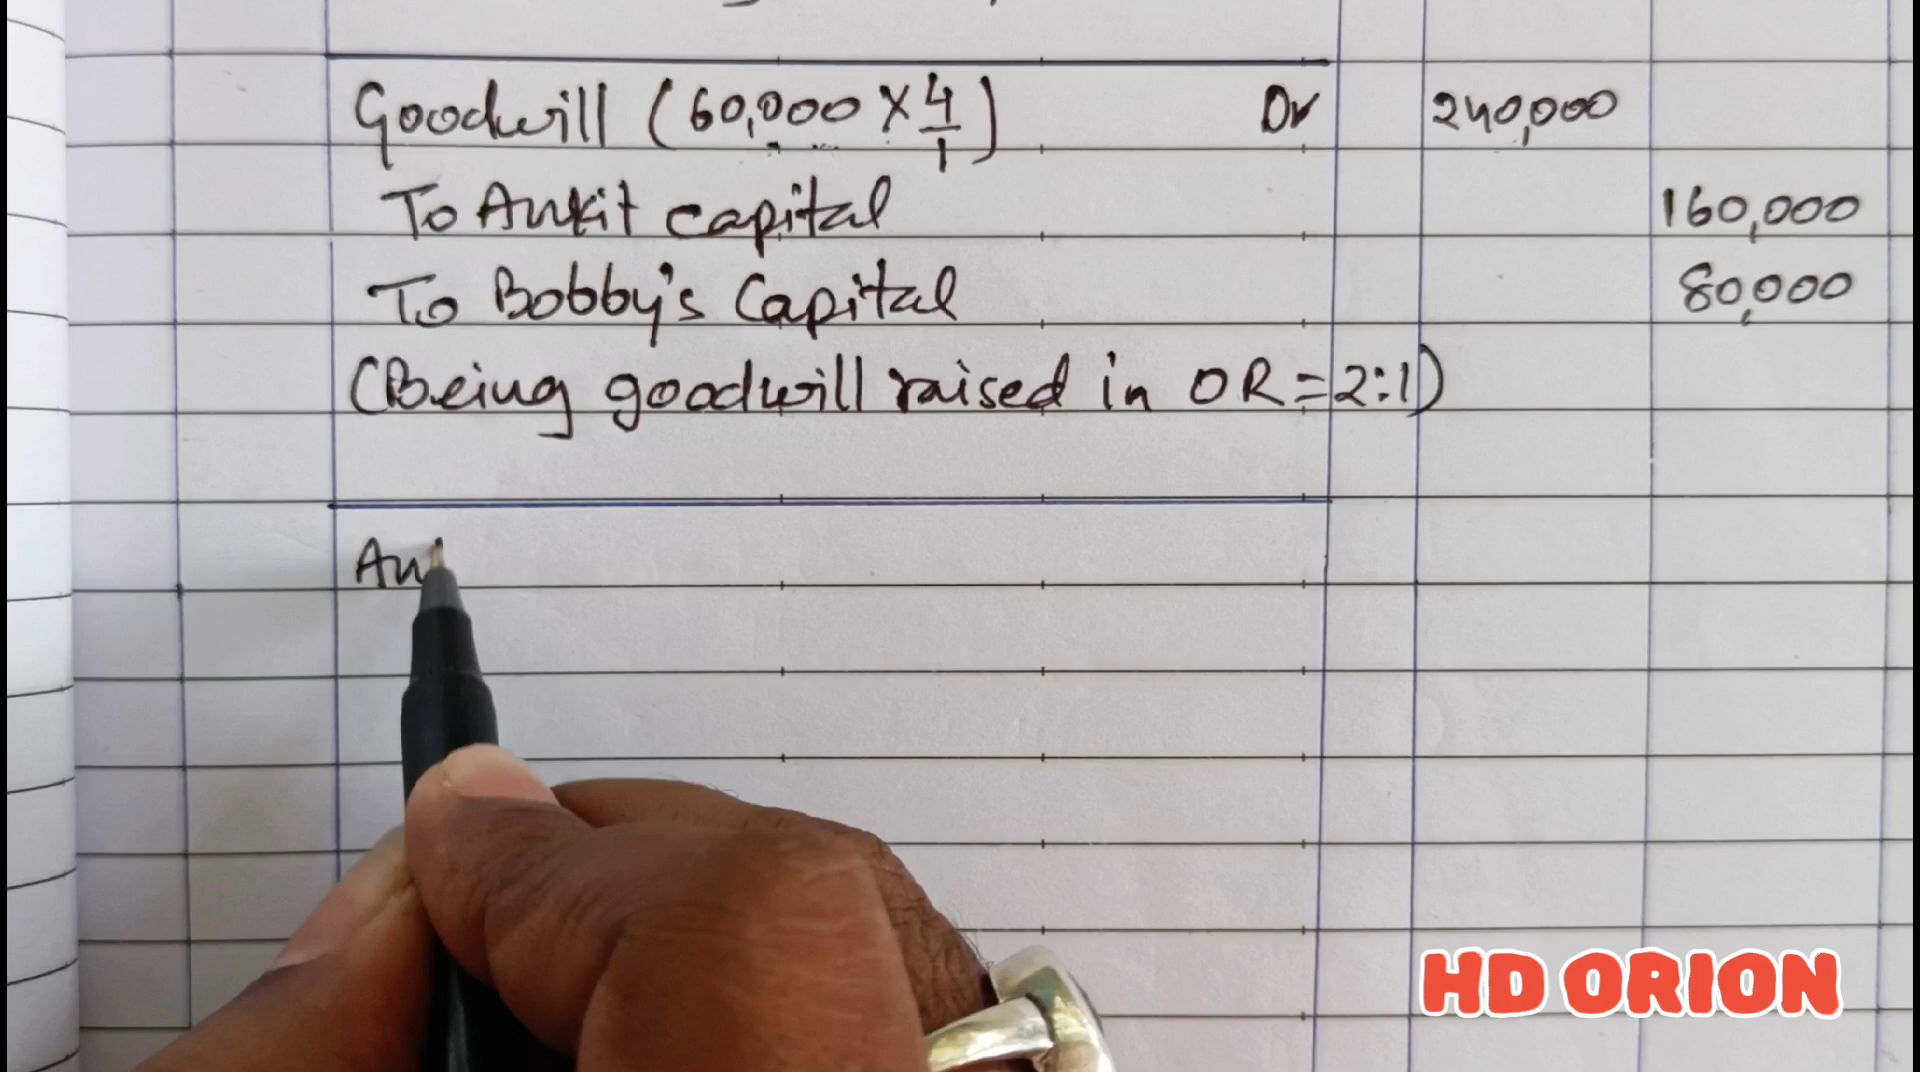 Goodwill (60,000 × 4/1) Dr 240,000
To Ankit capital 160,000
To Bobby's Capital 80,000
(Being goodwill raised in OR = 2:1)
An
HD ORION